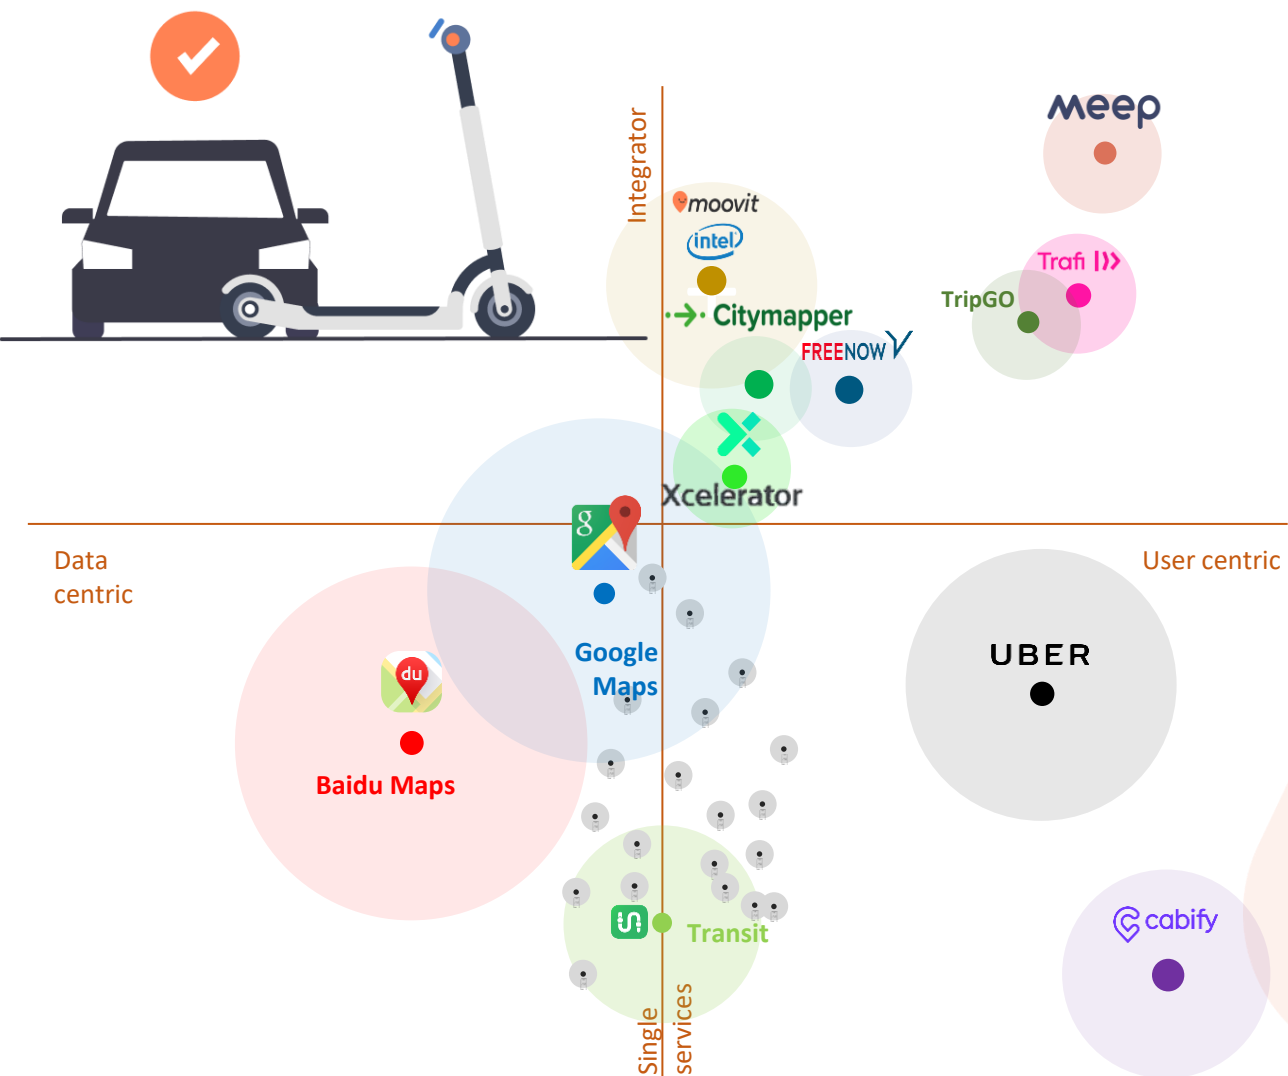 Integrator
meep
moovit
intel
Trafi
TripGO
Citymapper
FREENOW
Xcelerator
g
Data
centric
User centric
Google
Maps
UBER
du
Baidu Maps
Transit
cabify
Single
services